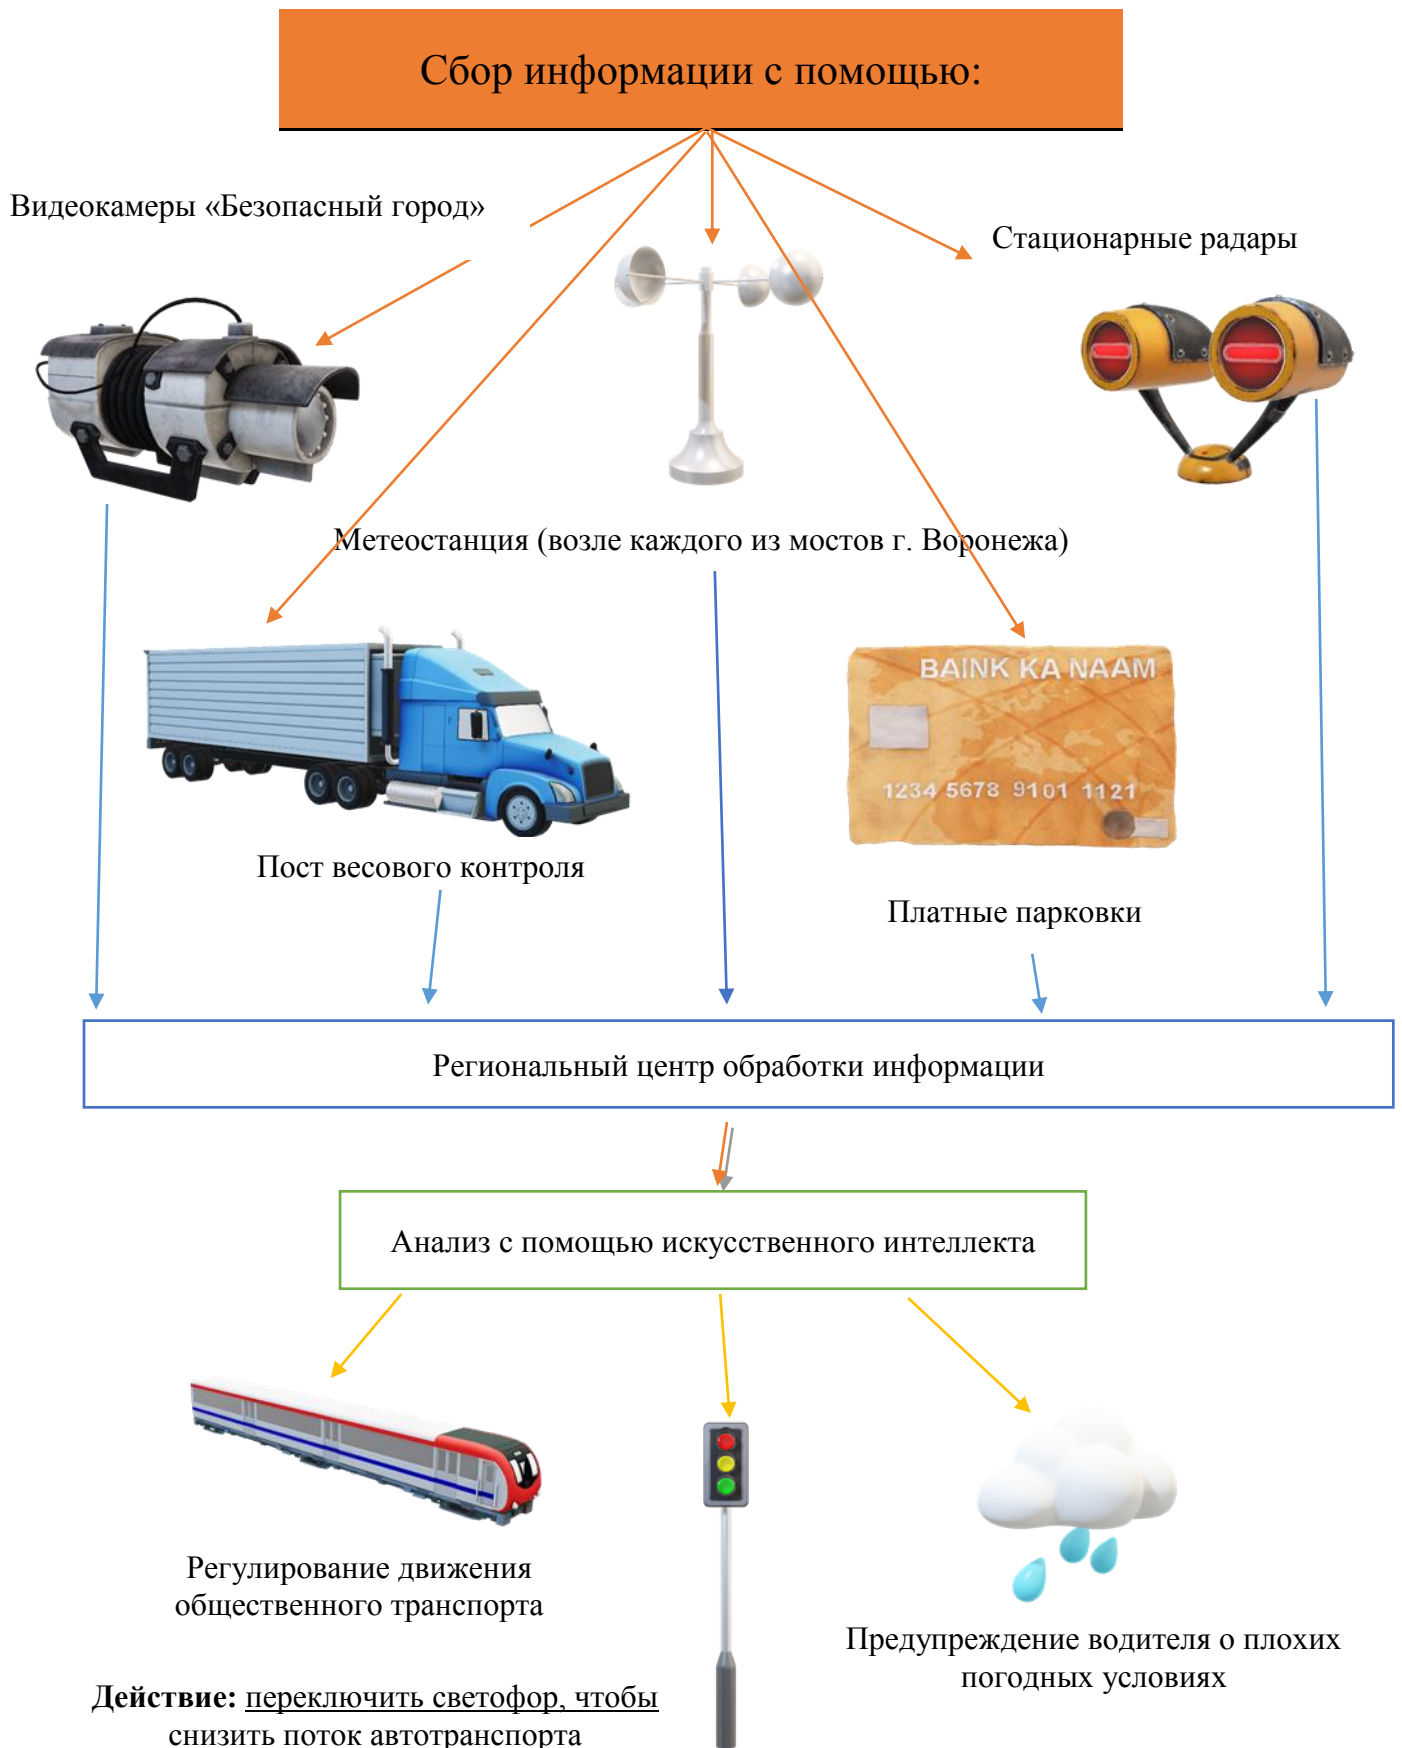 Сбор информации с помощью:
Видеокамеры «Безопасный город»
Стационарные радары
Метеостанция (возле каждого из мостов г. Воронежа)
BAINK KA NAAM
1234 5678 9101 1121
Пост весового контроля
Платные парковки
Региональный центр обработки информации
Анализ с помощью искусственного интеллекта
Регулирование движения
общественного транспорта
Предупреждение водителя о плохих
погодных условиях
Действие: переключить светофор, чтобы
снизить поток автотранспорта